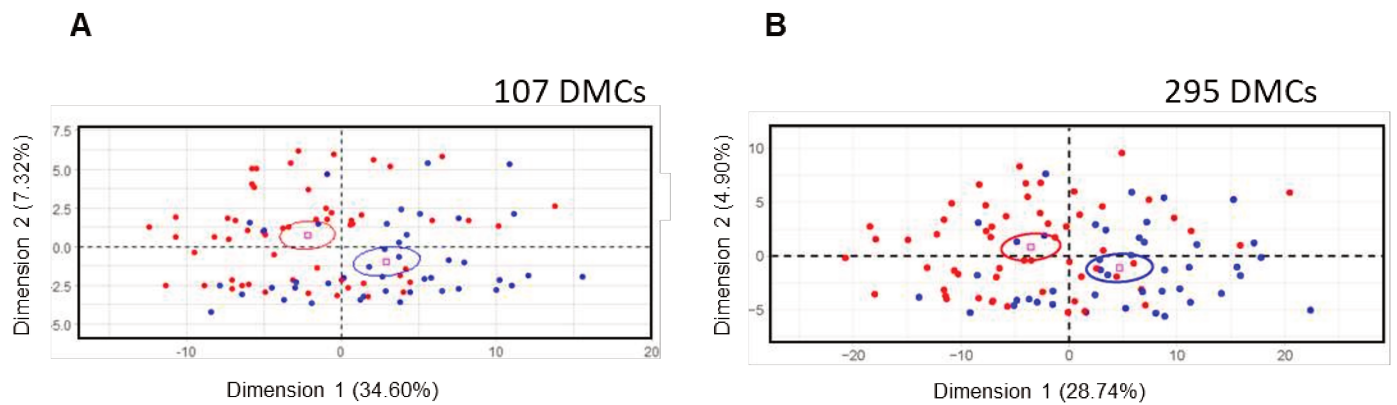 A
107 DMCs
7.5
5.0
2.5
0.0
-2.5
-5.0
-10 0 10 20
Dimension 2 (7.32%)
Dimension 1 (34.60%)
B
295 DMCs
10
5
0
−5
−20 −10 0 10 20
Dimension 2 (4.90%)
Dimension 1 (28.74%)